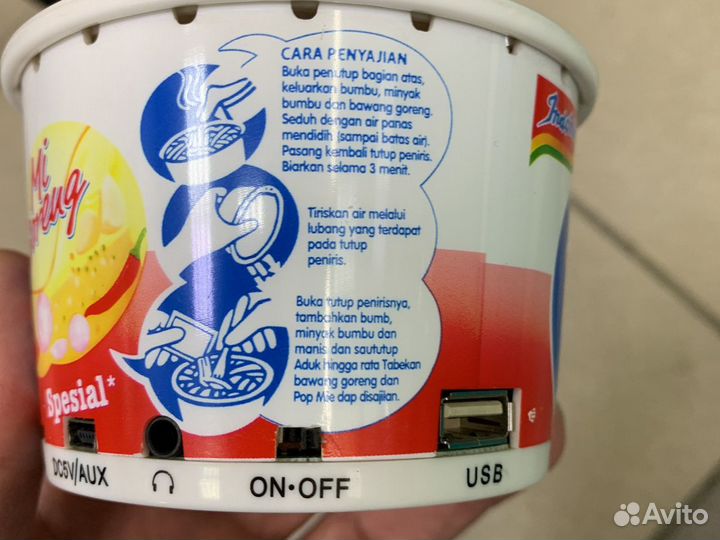 CARA PENYAJIAN
Buka penutup bagian atas,
keluarkan bumbu, minyak
bumbu dan bawang goreng.
Seduh dengan air panas
mendidih (sampai batas air).
Pasang kembali tutup peniris.
Biarkan selama 3 menit.
Tiriskan air melalui
lubang yang terdapat
pada tutup
peniris.
Buka tutup penirisnya,
tambahkan bumb,
minyak bumbu dan
manis dan saututup
Aduk hingga rata Tabekan
bawang goreng dan
Pop Mie dap disajilan.
Mi
Spesial*
DC5V/AUX
ON•OFF
USB
Avito